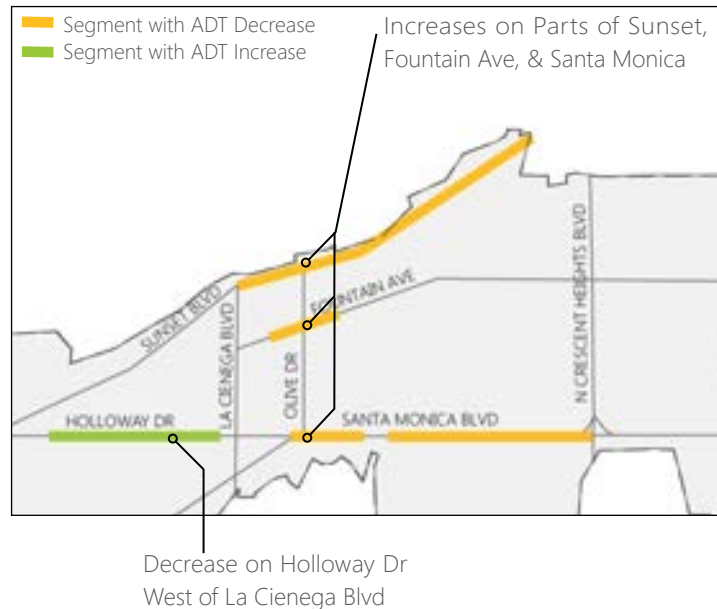 Segment with ADT Decrease
Segment with ADT Increase
Increases on Parts of Sunset,
Fountain Ave, & Santa Monica
SUNSET BLVD
LA CIENEGA BLVD
OLIVE DR
FOUNTAIN AVE
N CRESCENT HEIGHTS BLVD
HOLLOWAY DR
SANTA MONICA BLVD
Decrease on Holloway Dr
West of La Cienega Blvd